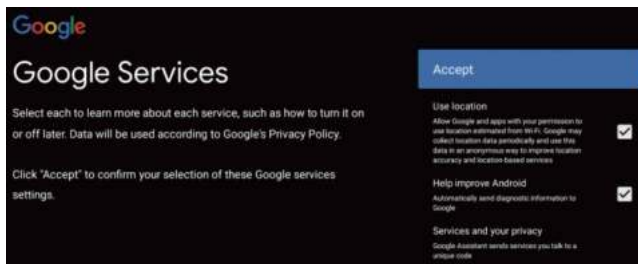 Google
Google Services
Select each to learn more about each service, such as how to turn it on
or off later. Data will be used according to Google's Privacy Policy.
Click "Accept" to confirm your selection of these Google services
settings.
Accept
Use location
Allow Google and apps with your permission to
use location estimated from Wi-Fi. Google may
collect location data periodically and use this
data in an anonymous way to improve location
accuracy and location-based services
Help improve Android
Automatically send diagnostic information to
Google
Services and your privacy
Google Assistant sends services you talk to a
unique code